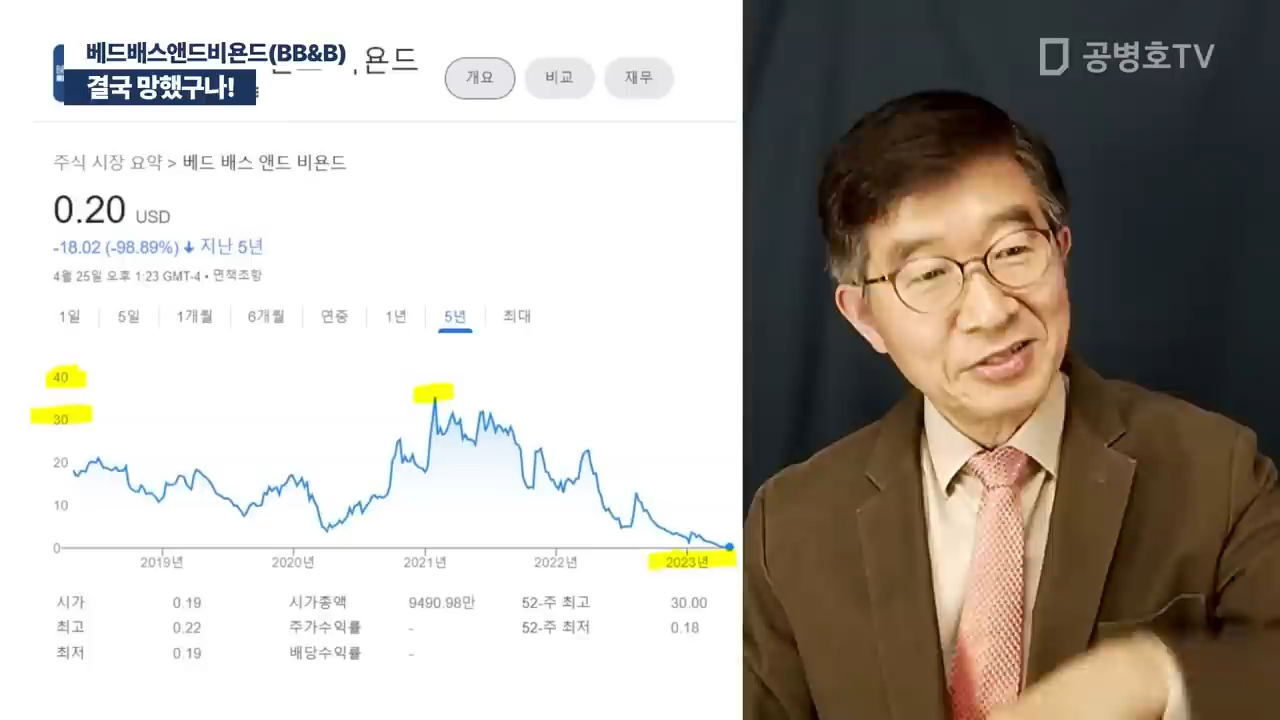 베드배스앤드비욘드(BB&B)
결국 망했구나!
욘드
개요 비교 재무
공병호TV
주식 시장 요약 > 베드 배스 앤드 비욘드
0.20 USD
-18.02 (-98.89%) ↓ 지난 5년
4월 25일 오후 1:23 GMT-4 • 면책조항
1일 5일 1개월 6개월 연중 1년 5년 최대
40
30
20
10
0
2019년 2020년 2021년 2022년 2023년
시가 0.19 시가총액 9490.98만 52-주 최고 30.00
최고 0.22 주가수익률 - 52-주 최저 0.18
최저 0.19 배당수익률 -